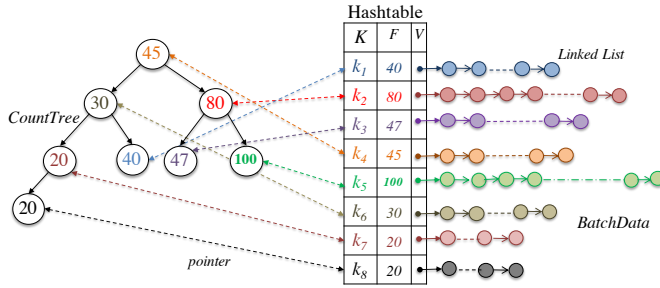 Hashtable
K F V
45
k1 40
Linked List
30
80
k2 80
CountTree
k3 47
20
40
47
100
k4 45
k5 100
20
k6 30
BatchData
k7 20
pointer
k8 20